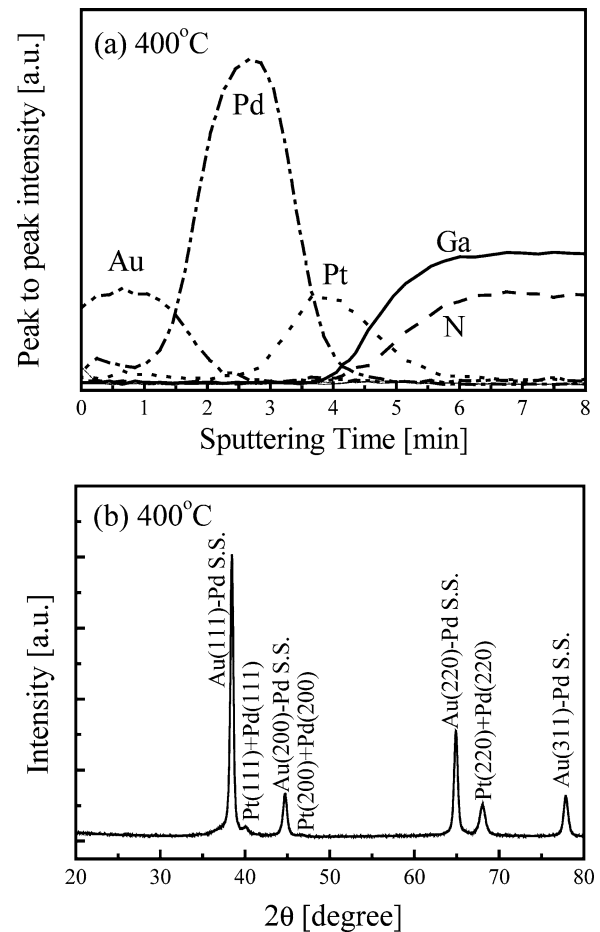 (a) 400°C
Peak to peak intensity [a.u.]
Pd
Au
Pt
Ga
N
0 1 2 3 4 5 6 7 8
Sputtering Time [min]
(b) 400°C
Intensity [a.u.]
Au(111)-Pd S.S.
Pt(111)+Pd(111)
Au(200)-Pd S.S.
Pt(200)+Pd(200)
Au(220)-Pd S.S.
Pt(220)+Pd(220)
Au(311)-Pd S.S.
20 30 40 50 60 70 80
2θ [degree]